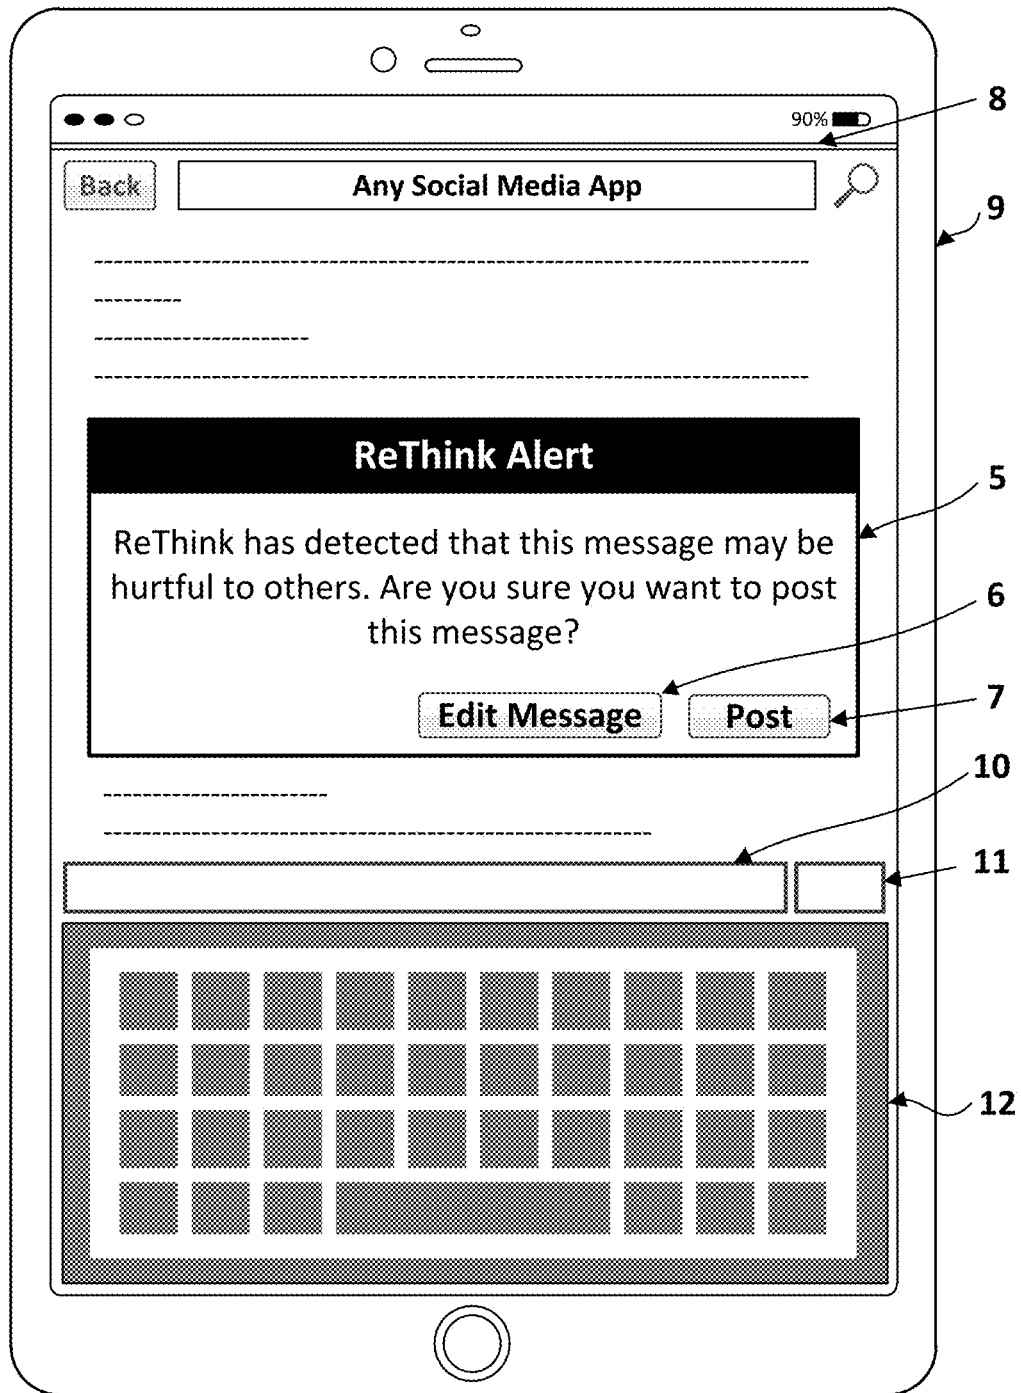 90%
8
Back
Any Social Media App
9
ReThink Alert
5
ReThink has detected that this message may be
hurtful to others. Are you sure you want to post
this message?
6
Edit Message
Post
7
10
11
12